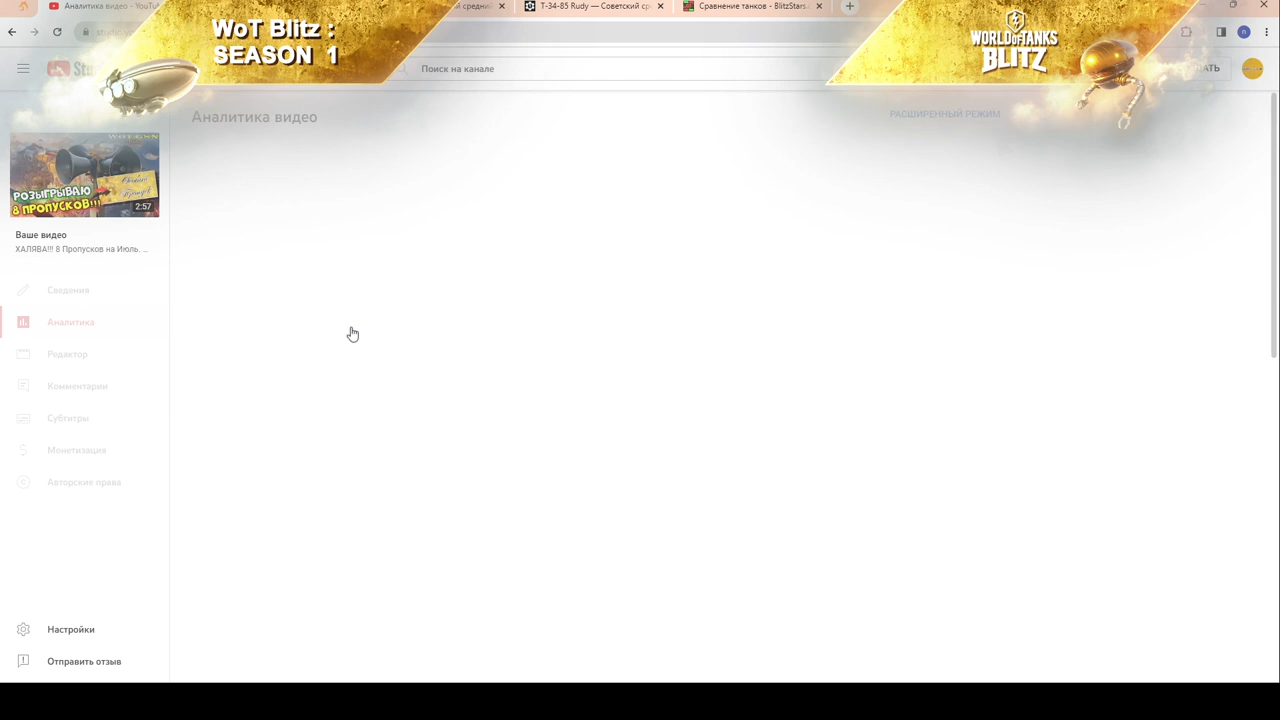 Аналитика видео - YouTu
T-34-85 Rudy — Советский ср
Сравнение танков - BlitzStars.
WoT Blitz :
SEASON 1
WORLD OF TANKS
BLITZ
Поиск на канале
Аналитика видео
РАСШИРЕННЫЙ РЕЖИМ
РОЗЫГРЫВАЮ
8 ПРОПУСКОВ!!!
2:57
Ваше видео
ХАЛЯВА!!! 8 Пропусков на Июль. ...
Сведения
Аналитика
Редактор
Комментарии
Субтитры
Монетизация
Авторские права
Настройки
Отправить отзыв